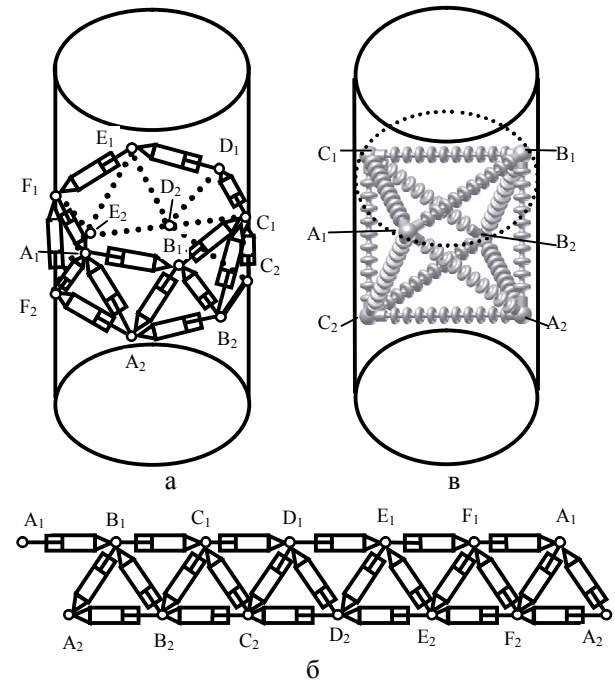 E₁
D₁
F₁
D₂
E₂
C₁
A₁
B₁
C₂
F₂
B₂
A₂
а
C₁
B₁
A₁
B₂
C₂
A₂
в
A₁ B₁ C₁ D₁ E₁ F₁ A₁
A₂ B₂ C₂ D₂ E₂ F₂ A₂
б